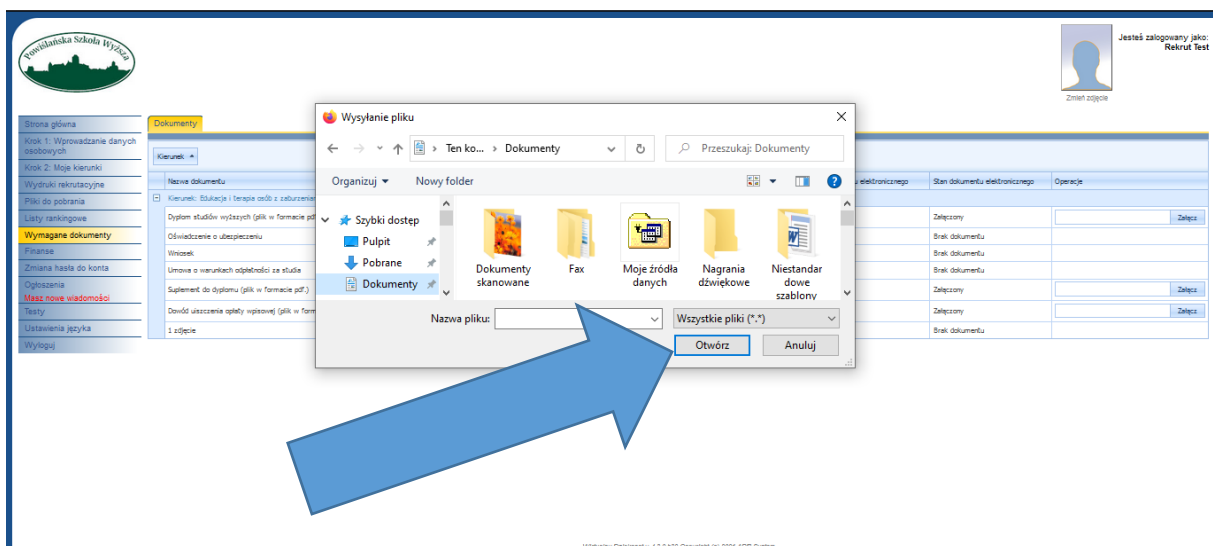 Powiślańska Szkoła Wyższa
Jesteś zalogowany jako:
Rekrut Test
Zmień zdjęcie
Strona główna
Krok 1: Wprowadzanie danych
osobowych
Krok 2: Moje kierunki
Wydruki rekrutacyjne
Pliki do pobrania
Listy rankingowe
Wymagane dokumenty
Finanse
Zmiana hasła do konta
Ogłoszenia
Masz nowe wiadomości
Testy
Ustawienia języka
Wyloguj
Dokumenty
Kierunek
Nazwa dokumentu
u elektronicznego
Stan dokumentu elektronicznego
Operacje
Kierunek: Edukacja i terapia osób z zaburzeniam
Dyplom studiów wyższych (plik w formacie pdf
Załączony
Załącz
Oświadczenie o ubezpieczeniu
Brak dokumentu
Wniosek
Brak dokumentu
Umowa o warunkach odpłatności za studia
Brak dokumentu
Suplement do dyplomu (plik w formacie pdf.)
Załączony
Załącz
Dowód uiszczenia opłaty wpisowej (plik w form
Załączony
Załącz
1 zdjęcie
Brak dokumentu
Wysyłanie pliku
Ten ko... > Dokumenty
Przeszukaj: Dokumenty
Organizuj
Nowy folder
Szybki dostęp
Pulpit
Pobrane
Dokumenty
Dokumenty
skanowane
Fax
Moje źródła
danych
Nagrania
dźwiękowe
Niestandar
dowe
szablony
Nazwa pliku:
Wszystkie pliki (*.*)
Otwórz
Anuluj